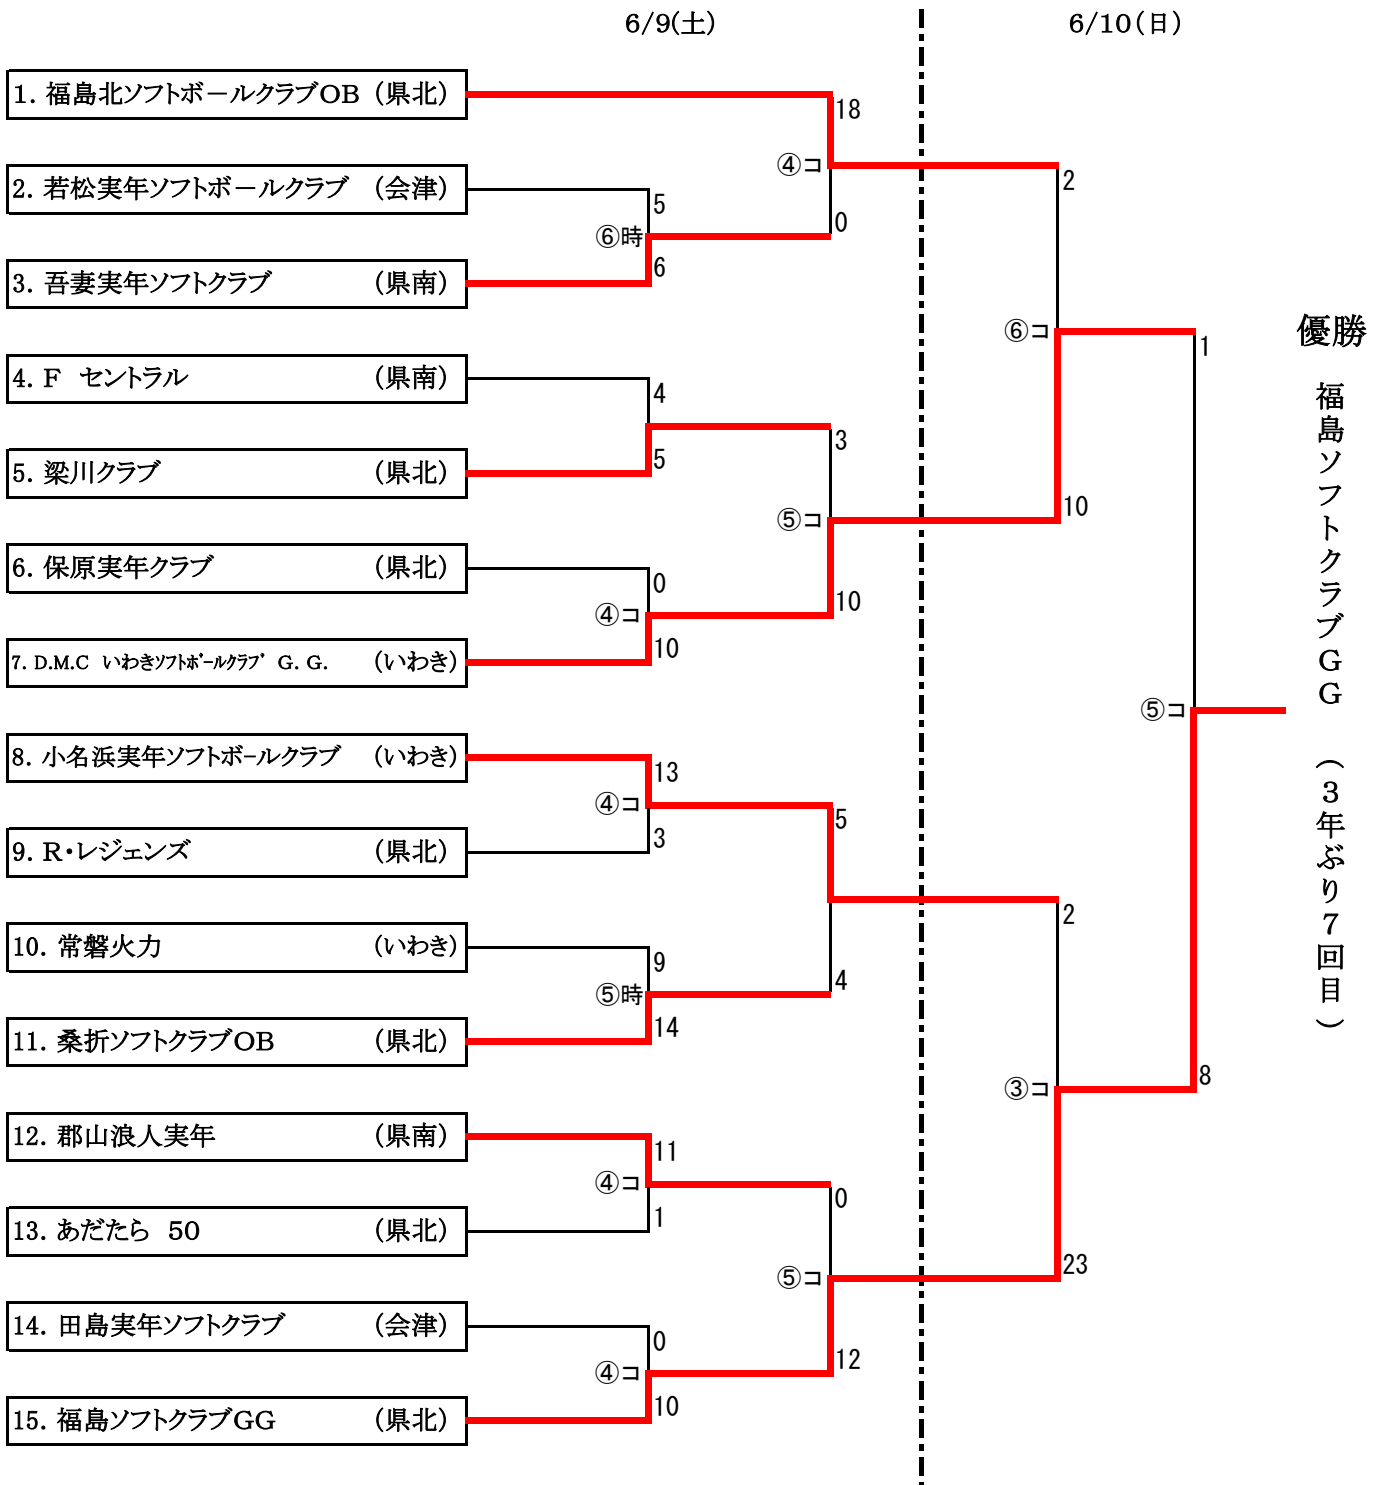 6/9(土)
6/10(日)
1. 福島北ソフトボールクラブOB (県北)
18
④コ
2
2. 若松実年ソフトボールクラブ (会津)
5
0
⑥時
3. 吾妻実年ソフトクラブ (県南)
6
⑥コ
1
優勝
4. F セントラル (県南)
4
3
5. 梁川クラブ (県北)
5
⑤コ
10
6. 保原実年クラブ (県北)
0
10
④コ
7. D.M.C いわきソフトボールクラブ G. G. (いわき)
10
⑤コ
福島ソフトクラブGG (3年ぶり7回目)
8. 小名浜実年ソフトボールクラブ (いわき)
13
④コ
5
9. R・レジェンズ (県北)
3
2
10. 常磐火力 (いわき)
9
4
⑤時
11. 桑折ソフトクラブOB (県北)
14
③コ
8
12. 郡山浪人実年 (県南)
11
④コ
0
13. あだたら 50 (県北)
1
⑤コ
23
14. 田島実年ソフトクラブ (会津)
0
12
④コ
15. 福島ソフトクラブGG (県北)
10